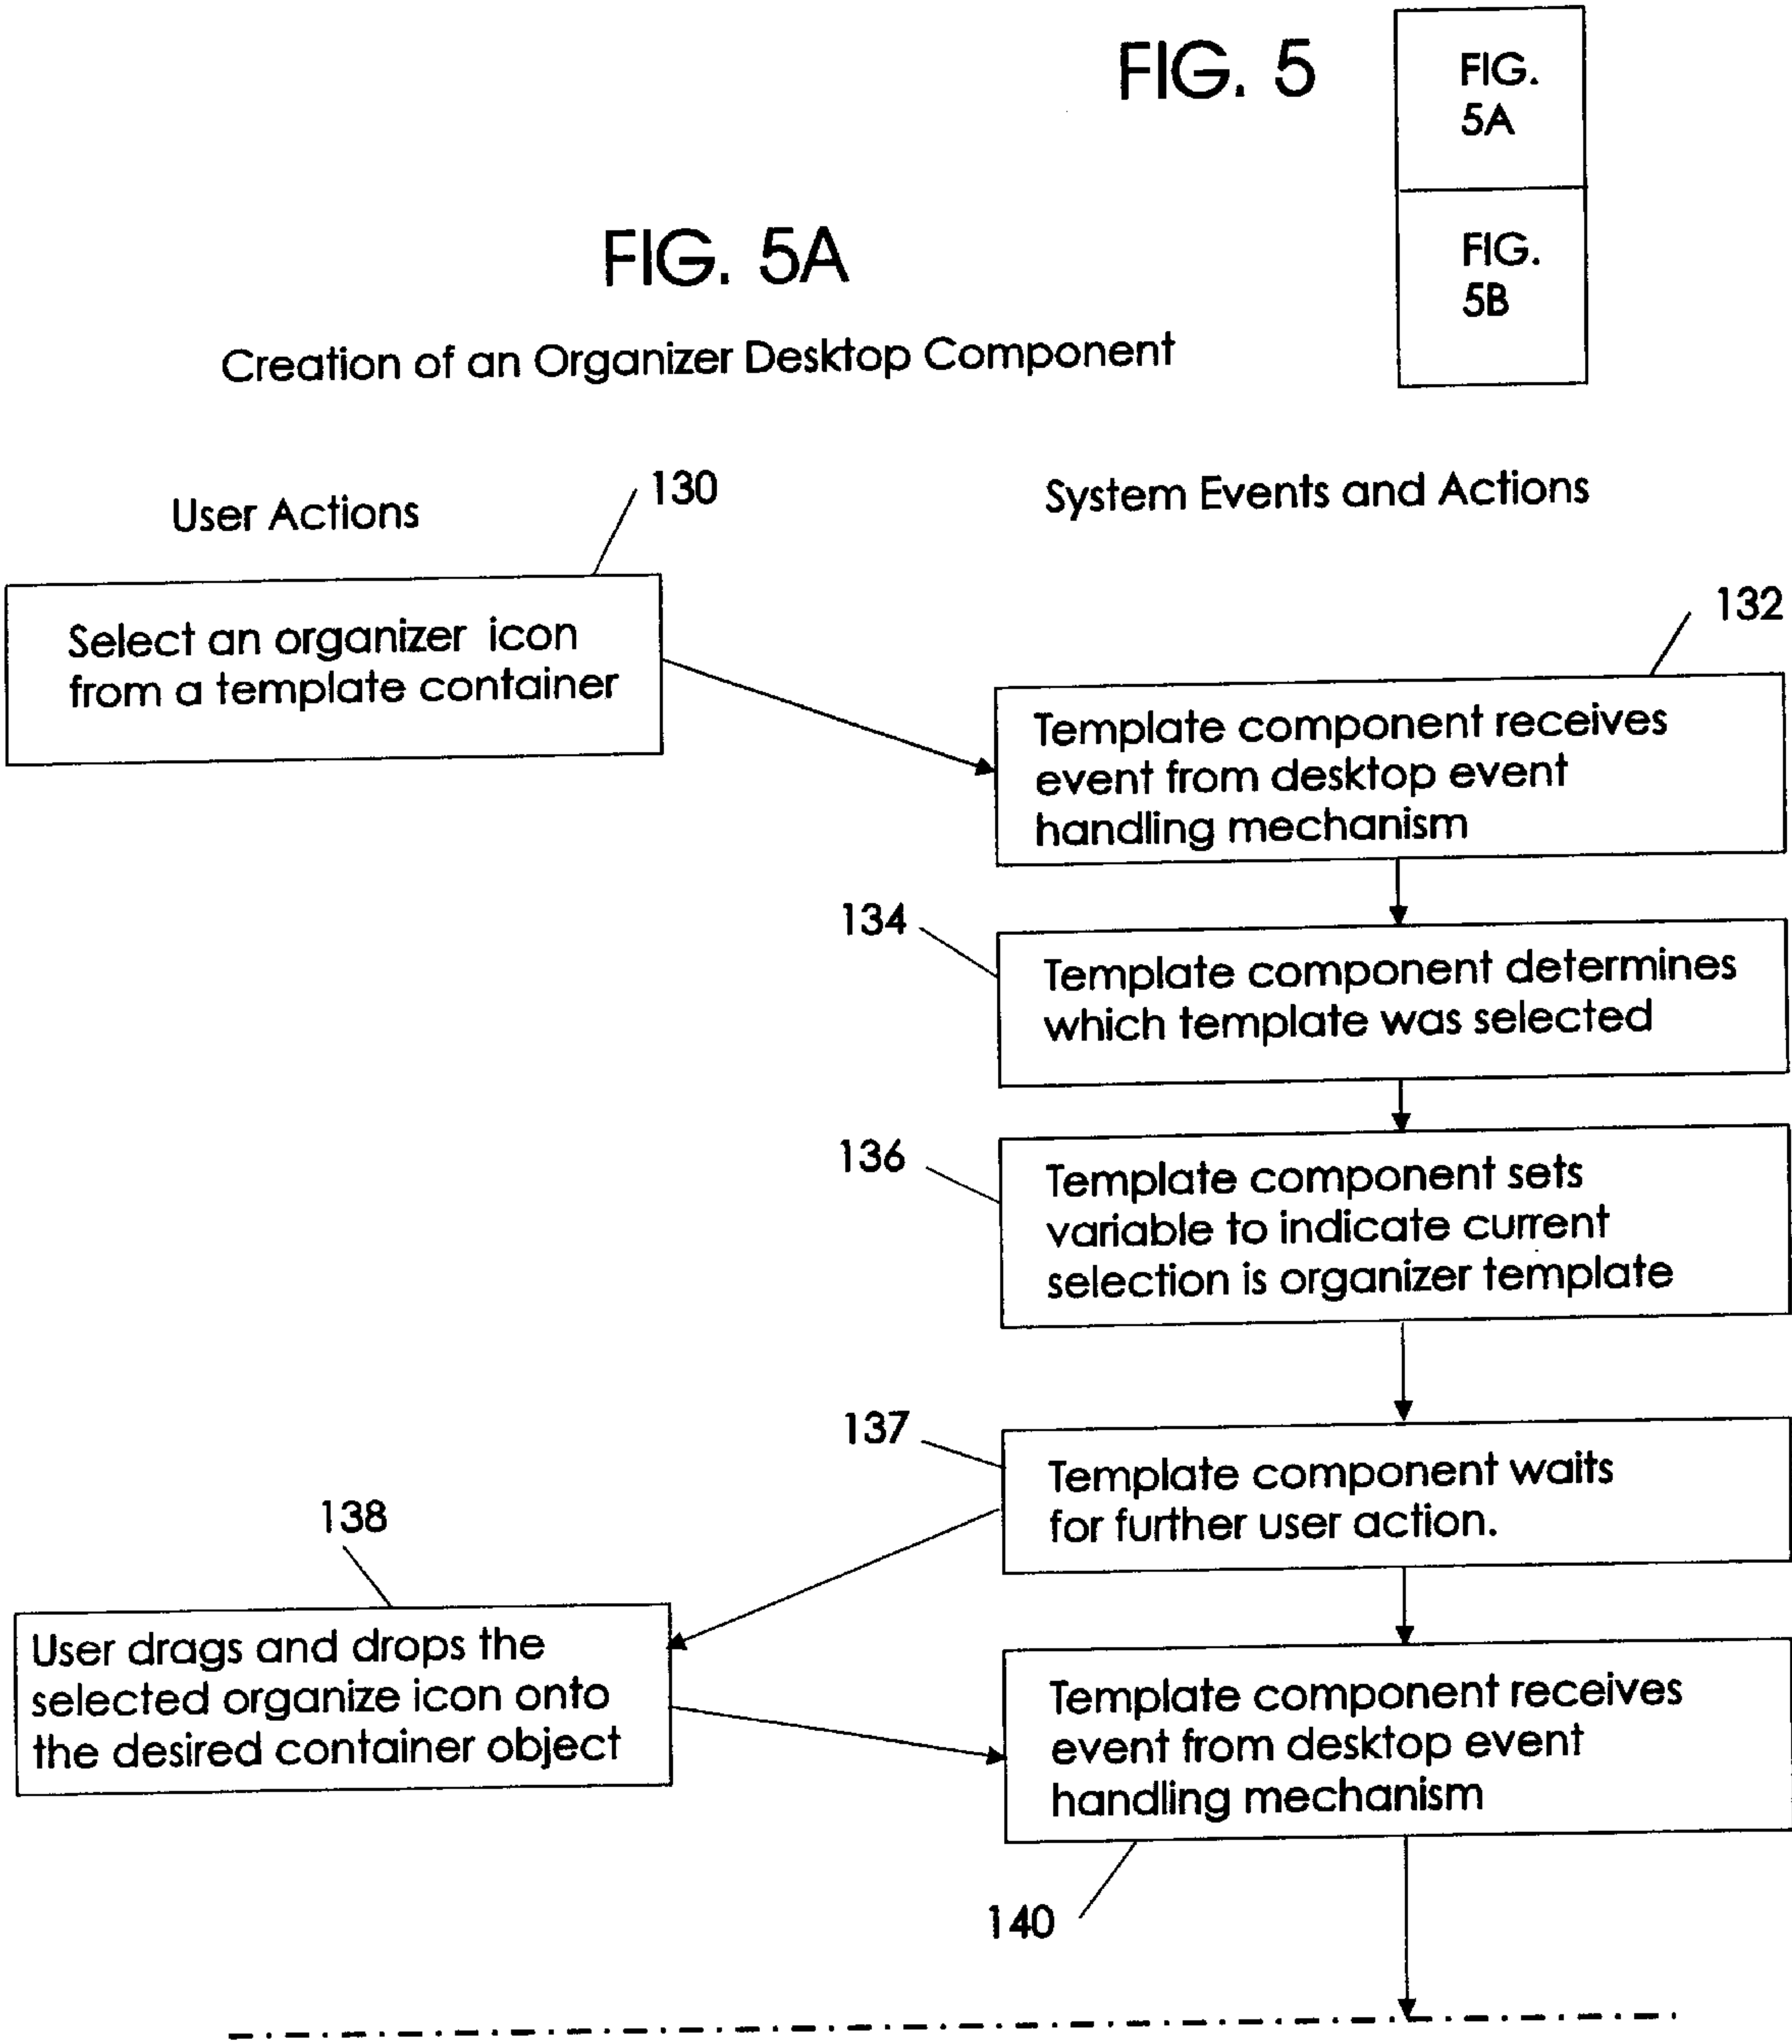 FIG. 5
FIG.
5A
FIG.
5B
FIG. 5A
Creation of an Organizer Desktop Component
User Actions
130
System Events and Actions
Select an organizer icon
from a template container
132
Template component receives
event from desktop event
handling mechanism
134
Template component determines
which template was selected
136
Template component sets
variable to indicate current
selection is organizer template
137
Template component waits
for further user action.
138
User drags and drops the
selected organize icon onto
the desired container object
Template component receives
event from desktop event
handling mechanism
140